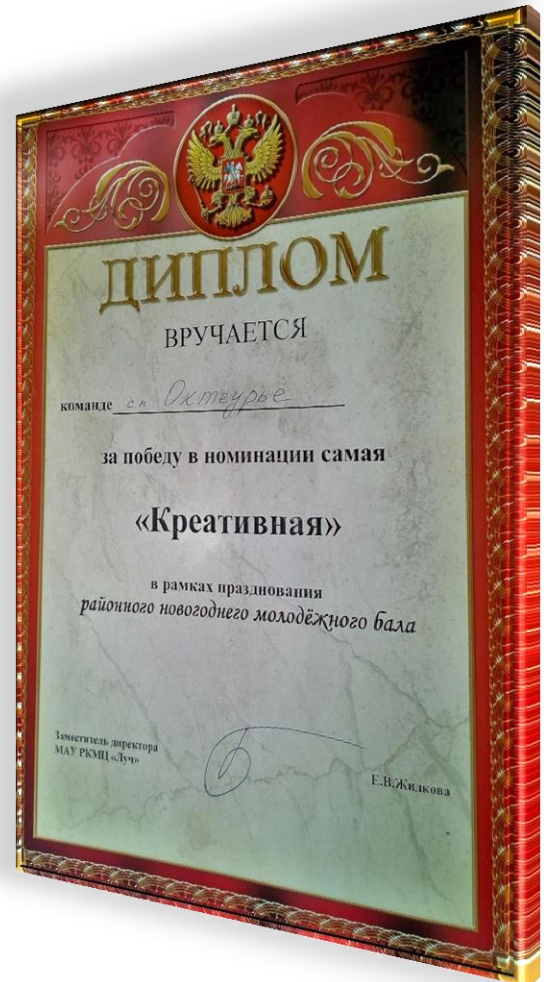 ДИПЛОМ
ВРУЧАЕТСЯ
команде с.п Охтеурье
за победу в номинации самая
«Креативная»
в рамках празднования
районного новогоднего молодёжного бала
Заместитель директора
МАУ РКМЦ «Луч»
Е.В.Жидкова